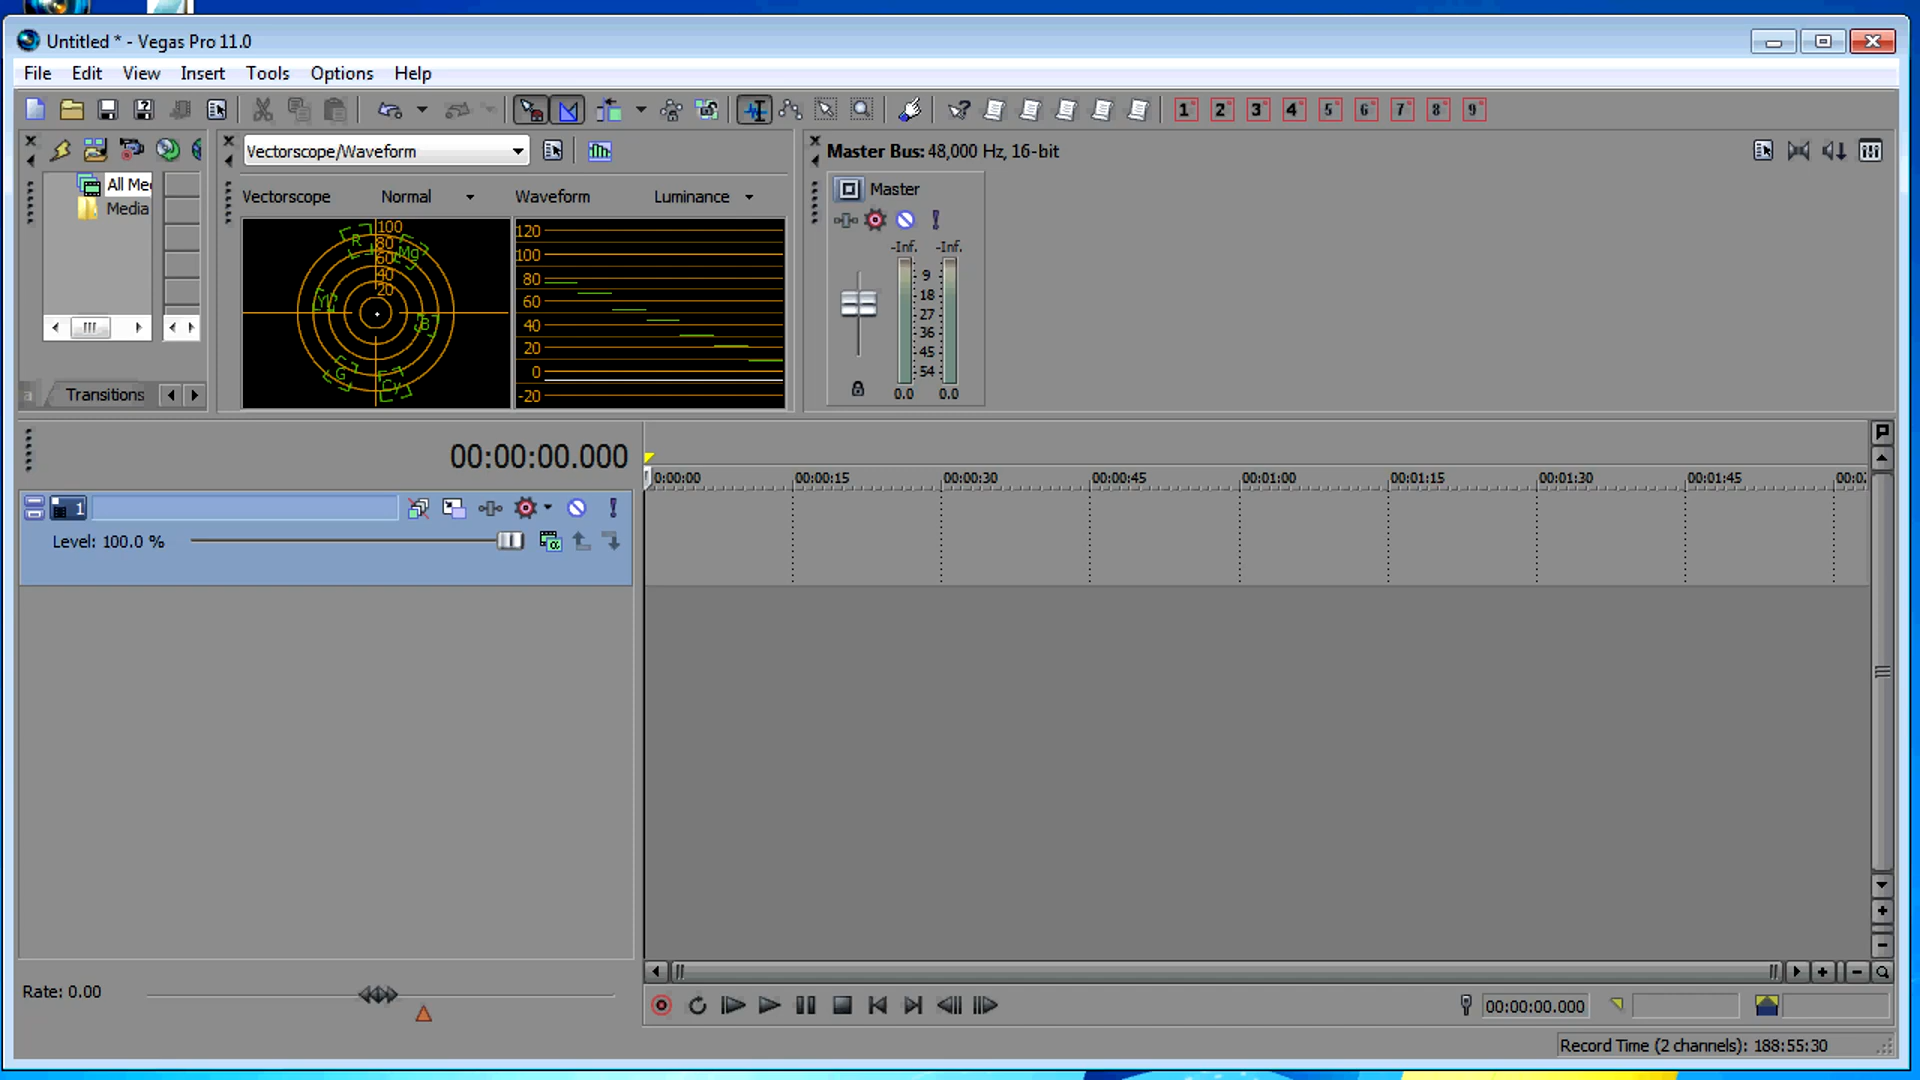 Untitled * - Vegas Pro 11.0
File Edit View Insert Tools Options Help
1 2 3 4 5 6 7 8 9
Vectorscope/Waveform
Master Bus: 48,000 Hz, 16-bit
All Me
Media
Vectorscope Normal Waveform Luminance
Master
R Mg Yl B G Cy
100
80
60
40
20
120
100
80
60
40
20
0
-20
-Inf. -Inf.
9
18
27
36
45
54
0.0 0.0
Transitions
00:00:00.000
0:00:00 00:00:15 00:00:30 00:00:45 00:01:00 00:01:15 00:01:30 00:01:45 00:0
1
Level: 100.0 %
Rate: 0.00
00:00:00.000
Record Time (2 channels): 188:55:30